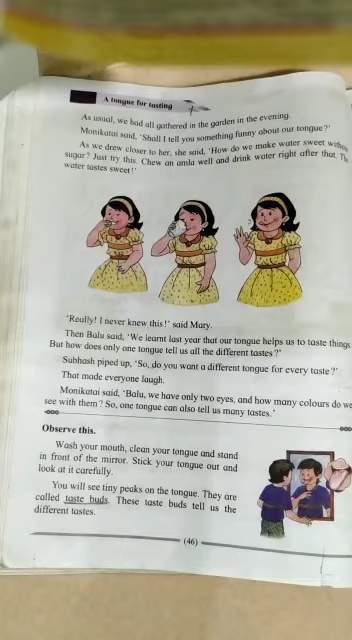 A tongue for tasting
As usual, we had all gathered in the garden in the evening.
Monikatai said, 'Shall I tell you something funny about our tongue?'
As we drew closer to her, she said, 'How do we make water sweet
sugar? Just try this. Chew an amla well and drink water right after that.
water tastes sweet!'
'Really! I never knew this!' said Mary.
Then Balu said, 'We learnt last year that our tongue helps us to taste things.
But how does only one tongue tell us all the different tastes?'
Subhash piped up, 'So, do you want a different tongue for every taste?'
That made everyone laugh.
Monikatai said, 'Balu, we have only two eyes, and how many colours do we
see with them? So, one tongue can also tell us many tastes.'
Observe this.
Wash your mouth, clean your tongue and stand
in front of the mirror. Stick your tongue out and
look at it carefully.
You will see tiny peaks on the tongue. They are
called taste buds. These taste buds tell us the
different tastes.
(46)